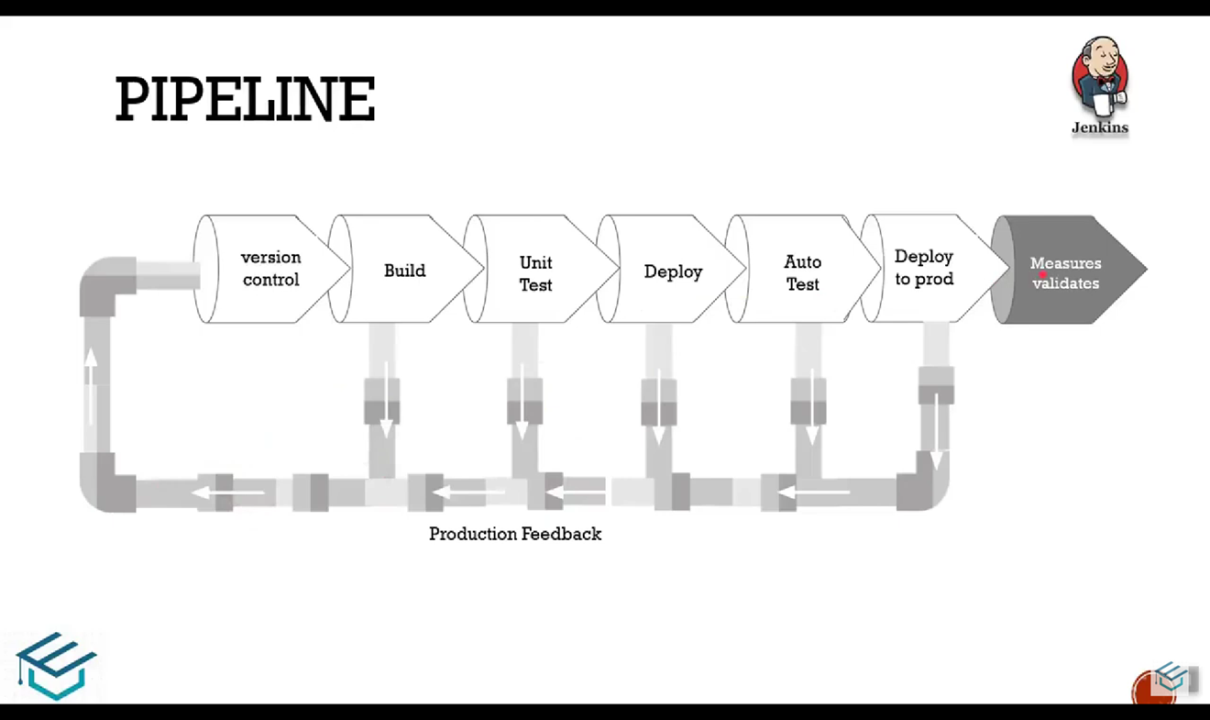 PIPELINE
Jenkins
version
control
Build
Unit
Test
Deploy
Auto
Test
Deploy
to prod
Measures
validates
Production Feedback